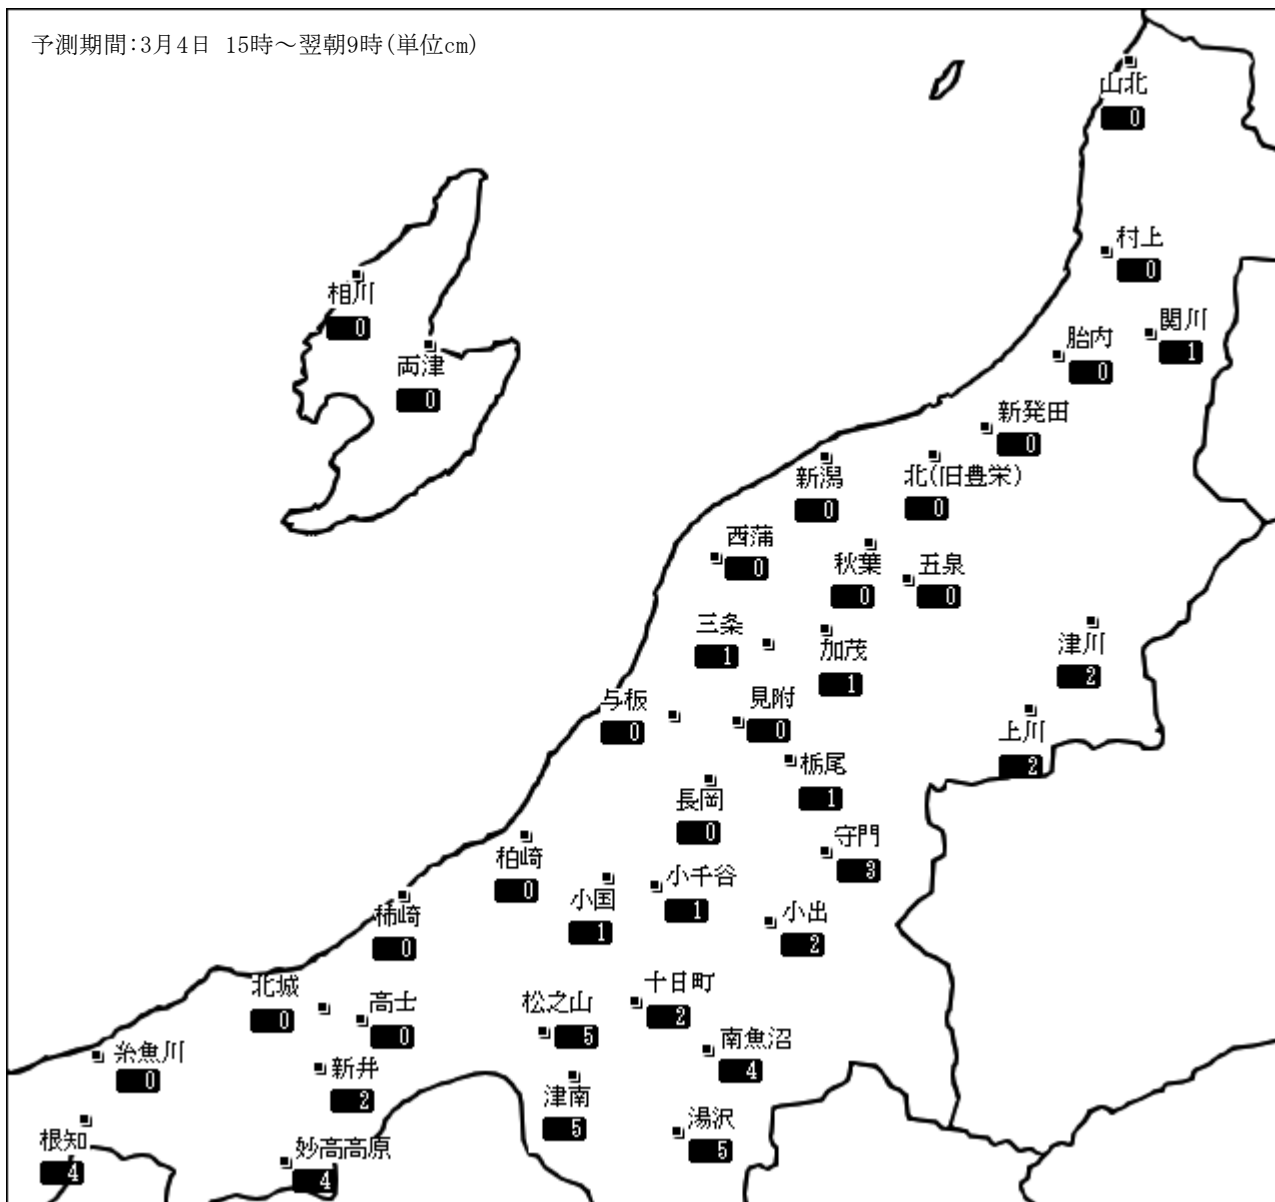 予測期間:3月4日 15時～翌朝9時(単位cm)
山北
0
村上
0
相川
0
関川
1
胎内
0
両津
0
新発田
0
新潟
0
北(旧豊栄)
0
西蒲
0
秋葉
0
五泉
0
三条
1
加茂
1
津川
2
与板
0
見附
0
上川
2
栃尾
1
長岡
0
守門
3
柏崎
0
小千谷
1
小国
1
小出
2
柿崎
0
北城
0
高士
0
松之山
5
十日町
2
南魚沼
4
糸魚川
0
新井
2
津南
5
湯沢
5
根知
4
妙高高原
4